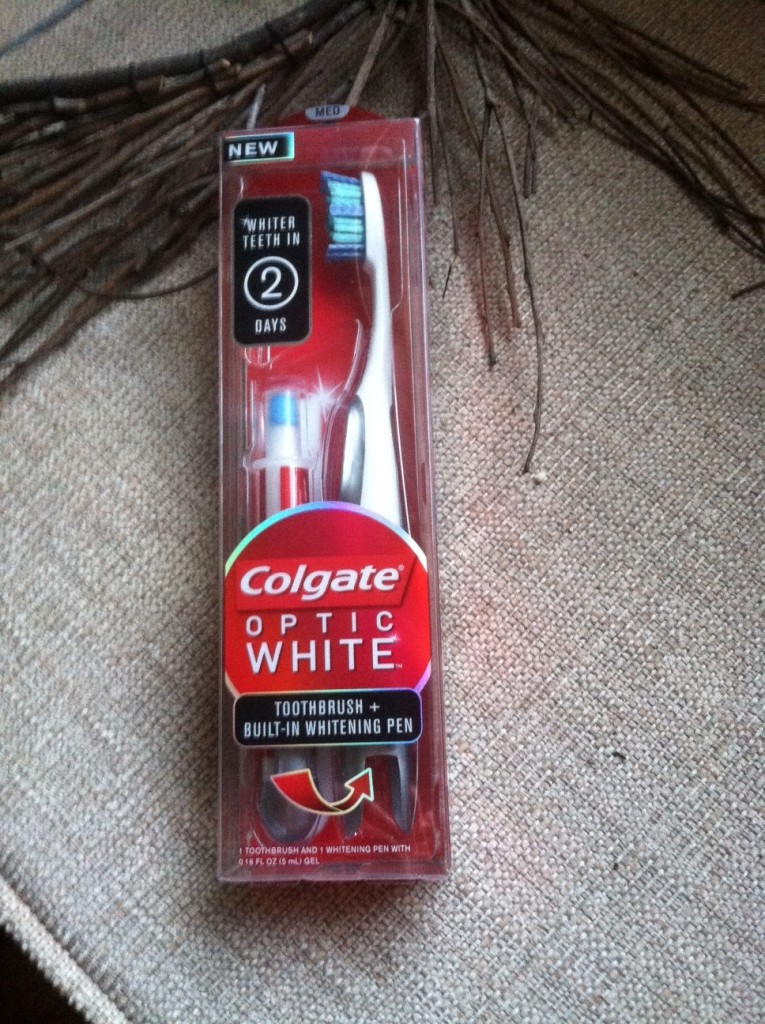 MED
NEW
WHITER
TEETH IN
2
DAYS
Colgate®
OPTIC
WHITE™
TOOTHBRUSH +
BUILT-IN WHITENING PEN
1 TOOTHBRUSH AND 1 WHITENING PEN WITH
0.16 FL OZ (5 mL) GEL